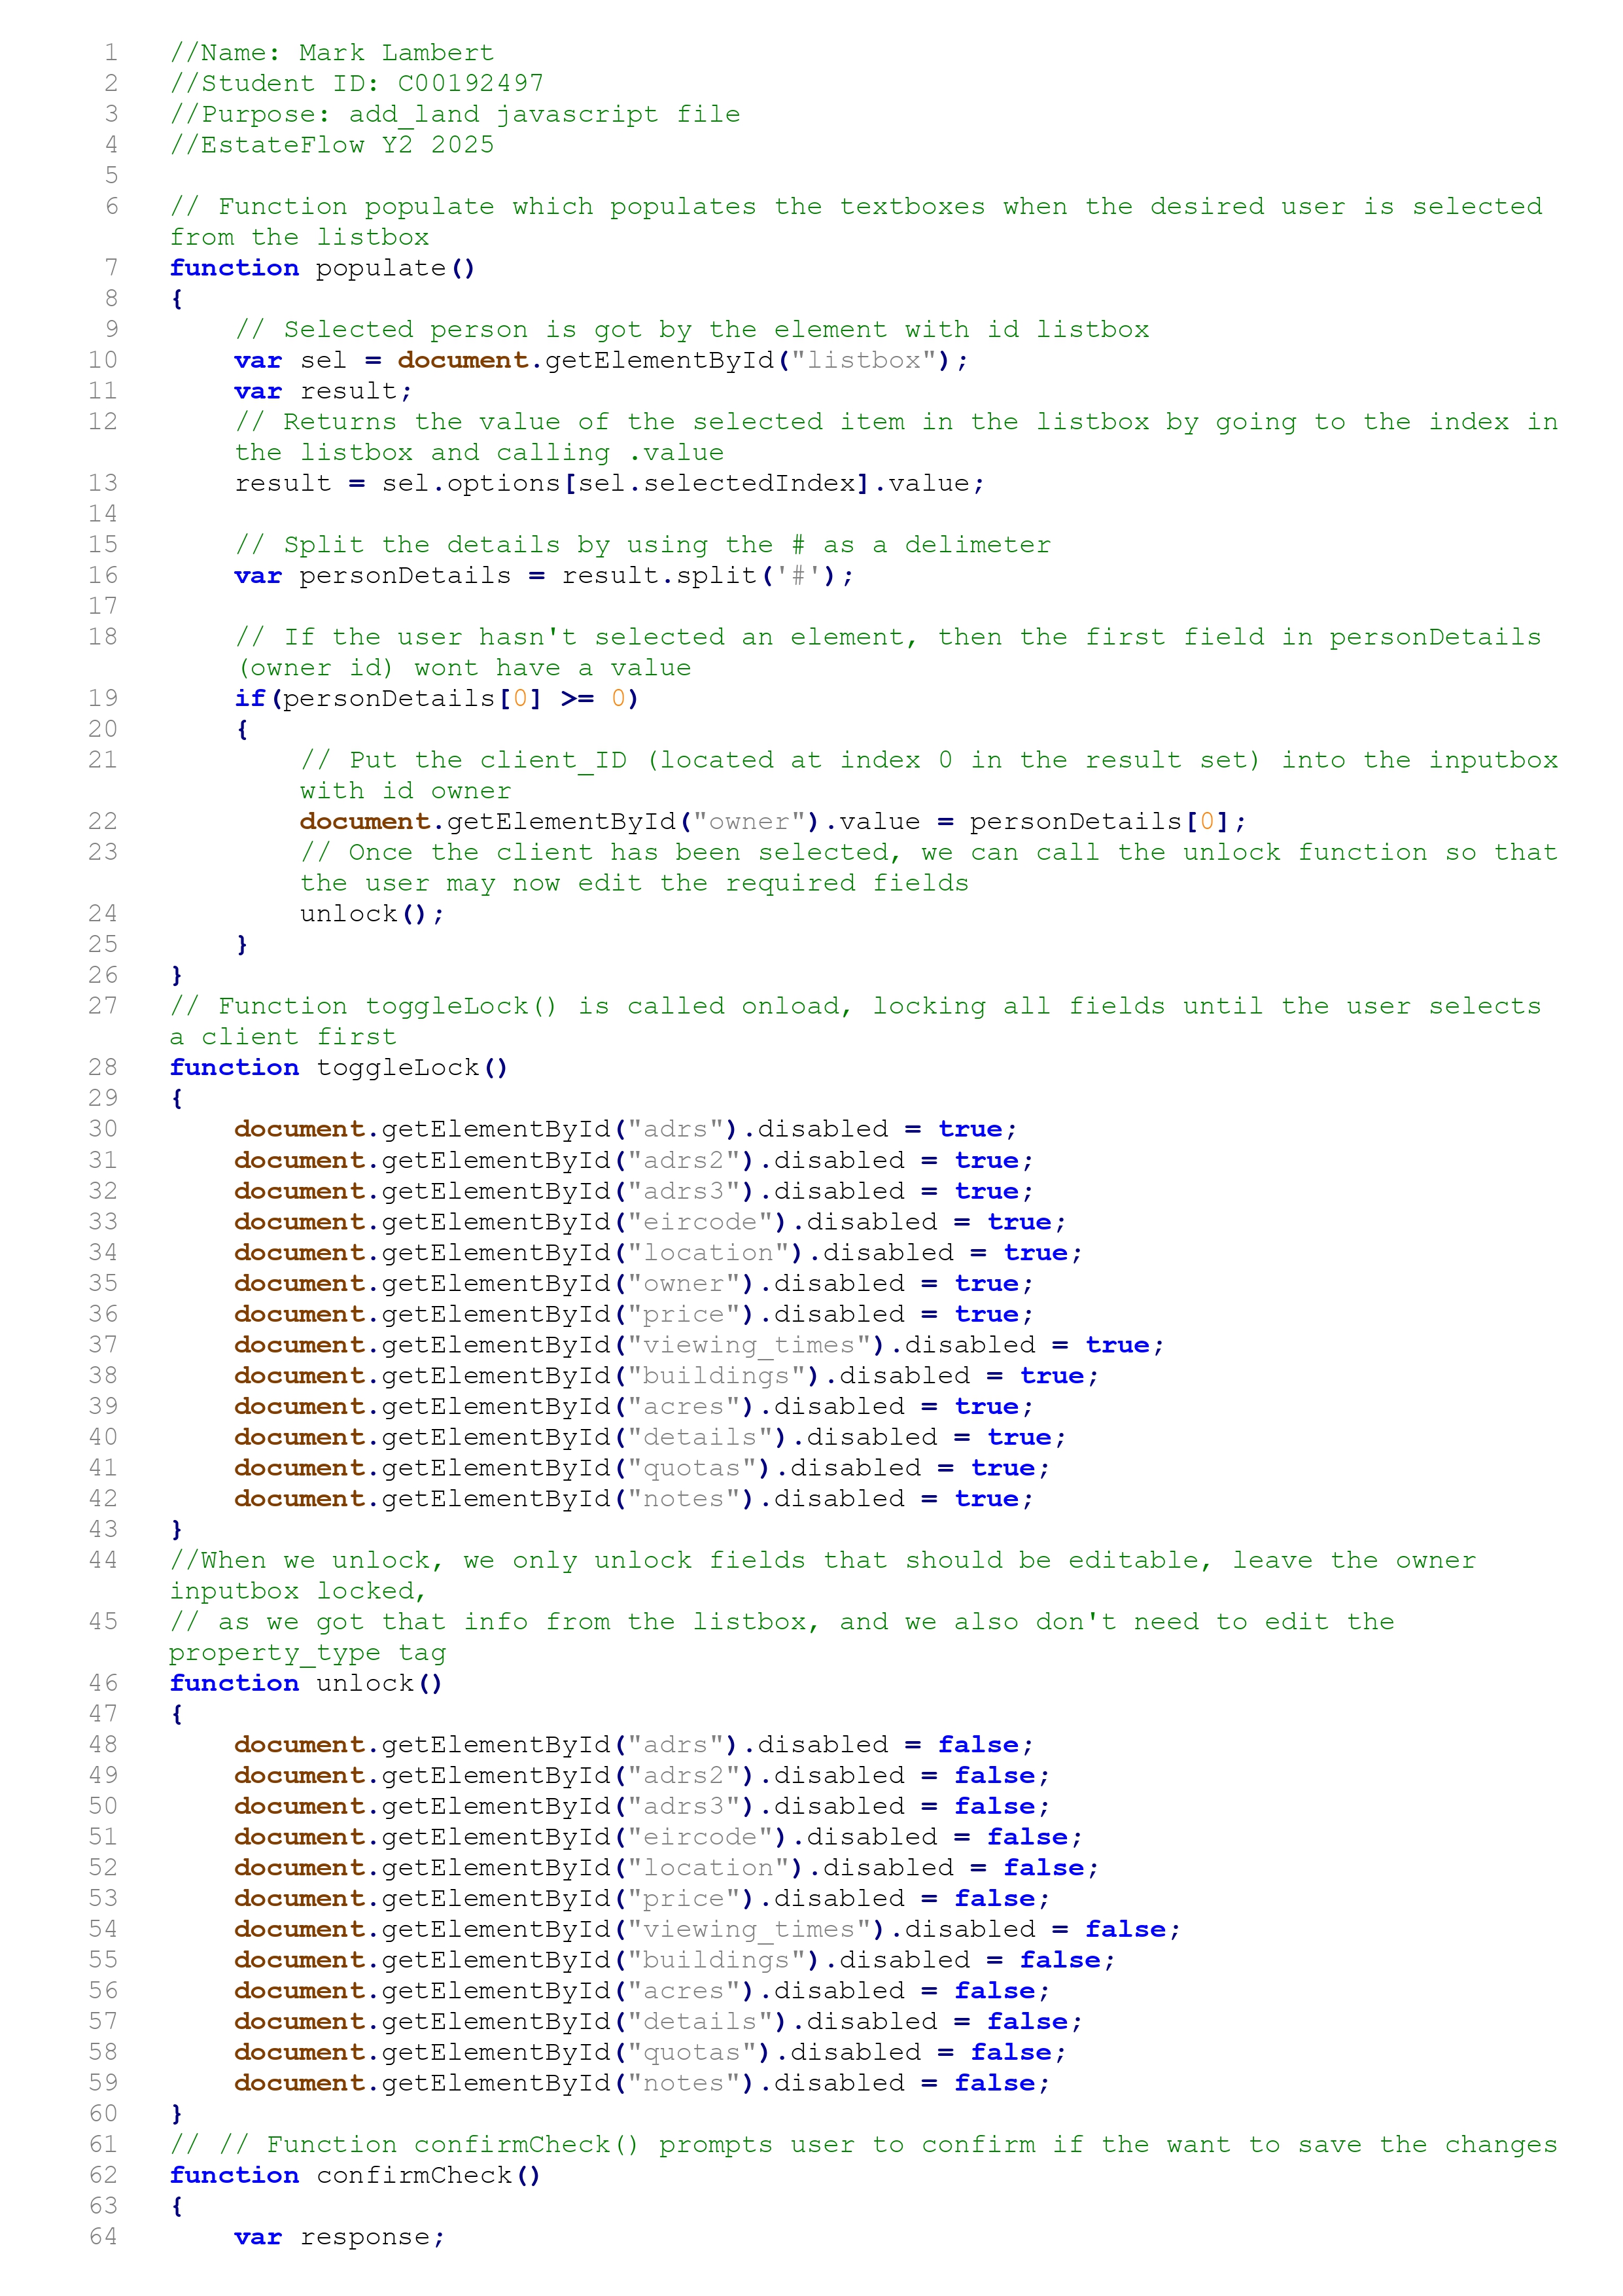 1 //Name: Mark Lambert
2 //Student ID: C00192497
3 //Purpose: add_land javascript file
4 //EstateFlow Y2 2025
5
6 // Function populate which populates the textboxes when the desired user is selected
from the listbox
7 function populate()
8 {
9 // Selected person is got by the element with id listbox
10 var sel = document.getElementById("listbox");
11 var result;
12 // Returns the value of the selected item in the listbox by going to the index in
the listbox and calling .value
13 result = sel.options[sel.selectedIndex].value;
14
15 // Split the details by using the # as a delimeter
16 var personDetails = result.split('#');
17
18 // If the user hasn't selected an element, then the first field in personDetails
(owner id) wont have a value
19 if(personDetails[0] >= 0)
20 {
21 // Put the client_ID (located at index 0 in the result set) into the inputbox
with id owner
22 document.getElementById("owner").value = personDetails[0];
23 // Once the client has been selected, we can call the unlock function so that
the user may now edit the required fields
24 unlock();
25 }
26 }
27 // Function toggleLock() is called onload, locking all fields until the user selects
a client first
28 function toggleLock()
29 {
30 document.getElementById("adrs").disabled = true;
31 document.getElementById("adrs2").disabled = true;
32 document.getElementById("adrs3").disabled = true;
33 document.getElementById("eircode").disabled = true;
34 document.getElementById("location").disabled = true;
35 document.getElementById("owner").disabled = true;
36 document.getElementById("price").disabled = true;
37 document.getElementById("viewing_times").disabled = true;
38 document.getElementById("buildings").disabled = true;
39 document.getElementById("acres").disabled = true;
40 document.getElementById("details").disabled = true;
41 document.getElementById("quotas").disabled = true;
42 document.getElementById("notes").disabled = true;
43 }
44 //When we unlock, we only unlock fields that should be editable, leave the owner
inputbox locked,
45 // as we got that info from the listbox, and we also don't need to edit the
property_type tag
46 function unlock()
47 {
48 document.getElementById("adrs").disabled = false;
49 document.getElementById("adrs2").disabled = false;
50 document.getElementById("adrs3").disabled = false;
51 document.getElementById("eircode").disabled = false;
52 document.getElementById("location").disabled = false;
53 document.getElementById("price").disabled = false;
54 document.getElementById("viewing_times").disabled = false;
55 document.getElementById("buildings").disabled = false;
56 document.getElementById("acres").disabled = false;
57 document.getElementById("details").disabled = false;
58 document.getElementById("quotas").disabled = false;
59 document.getElementById("notes").disabled = false;
60 }
61 // // Function confirmCheck() prompts user to confirm if the want to save the changes
62 function confirmCheck()
63 {
64 var response;